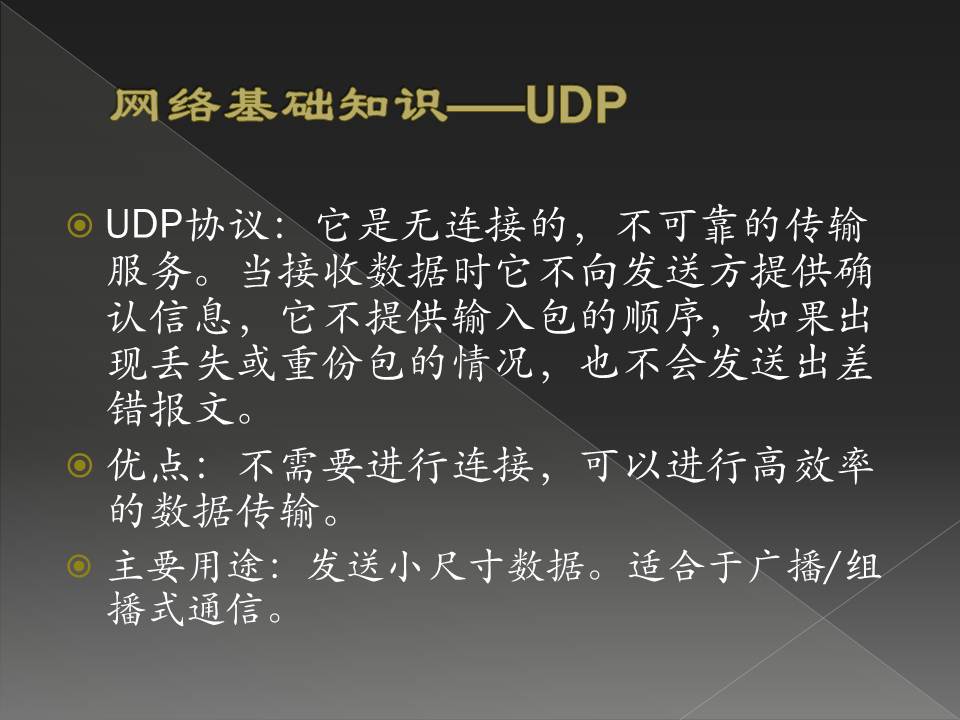 网络基础知识——UDP
UDP协议：它是无连接的，不可靠的传输
服务。当接收数据时它不向发送方提供确
认信息，它不提供输入包的顺序，如果出
现丢失或重份包的情况，也不会发送出差
错报文。
优点：不需要进行连接，可以进行高效率
的数据传输。
主要用途：发送小尺寸数据。适合于广播/组
播式通信。